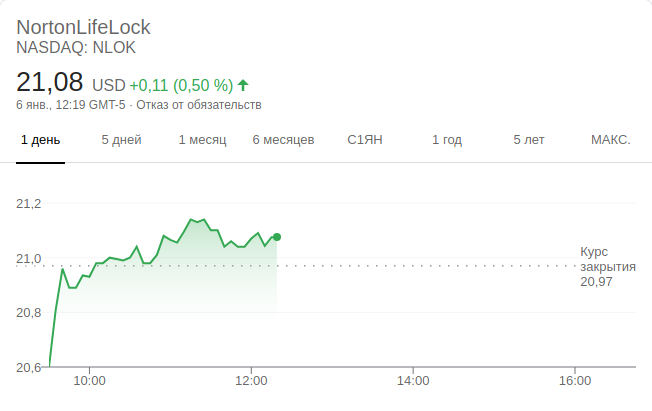 NortonLifeLock
NASDAQ: NLOK
21,08 USD +0,11 (0,50 %)
6 янв., 12:19 GMT-5 · Отказ от обязательств
1 день 5 дней 1 месяц 6 месяцев С1ЯН 1 год 5 лет МАКС.
21,2
21,0
Курс
закрытия
20,97
20,8
20,6
10:00 12:00 14:00 16:00